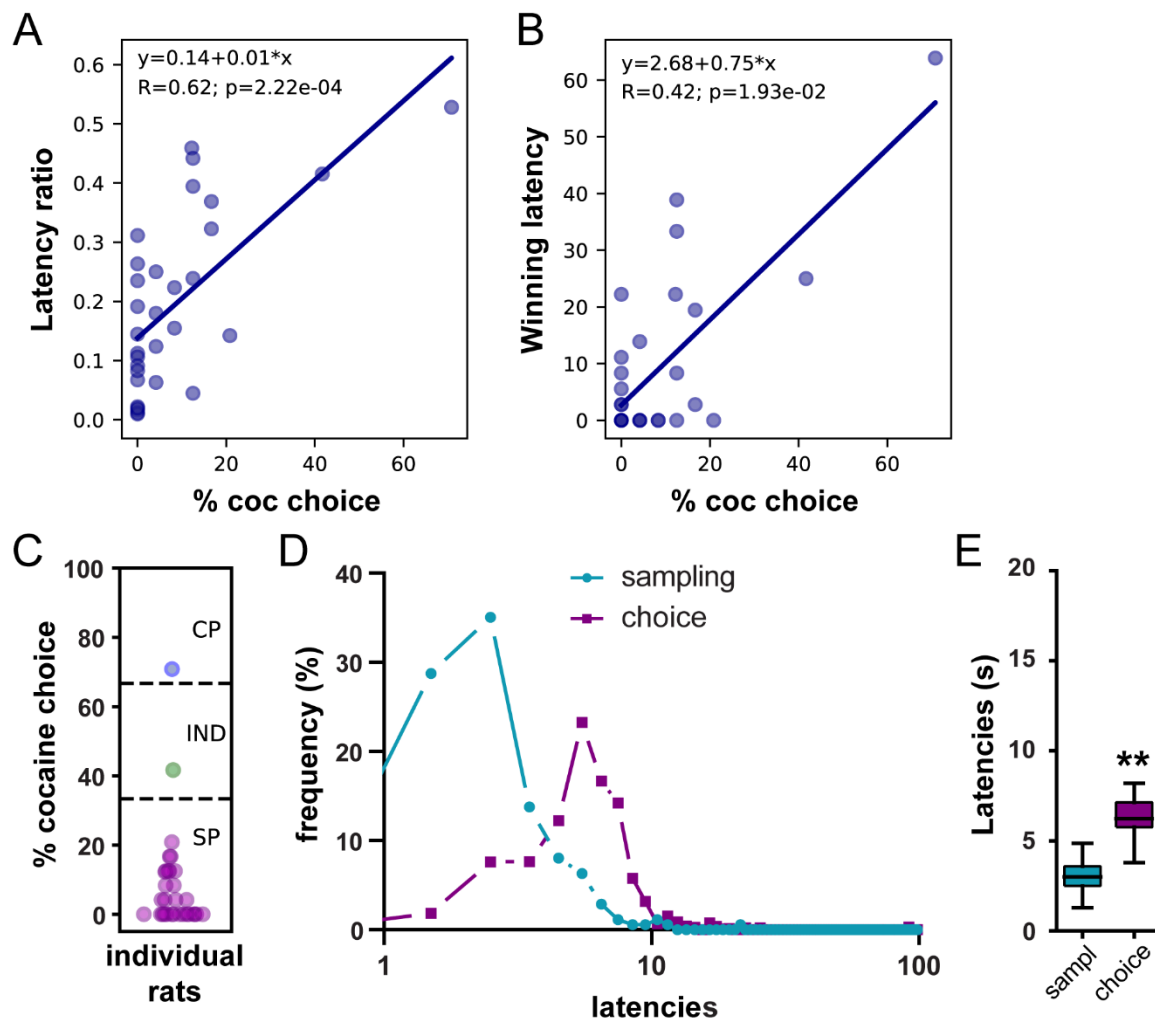 A
y=0.14+0.01*x
R=0.62; p=2.22e-04
0.6
0.5
0.4
0.3
0.2
0.1
0.0
Latency ratio
0 20 40 60
% coc choice
B
y=2.68+0.75*x
R=0.42; p=1.93e-02
60
50
40
30
20
10
0
Winning latency
0 20 40 60
% coc choice
C
100
80
60
40
20
0
% cocaine choice
CP
IND
SP
individual
rats
D
sampling
choice
40
30
20
10
0
frequency (%)
1 10 100
latencies
E
20
15
10
5
0
Latencies (s)
**
sampl
choice